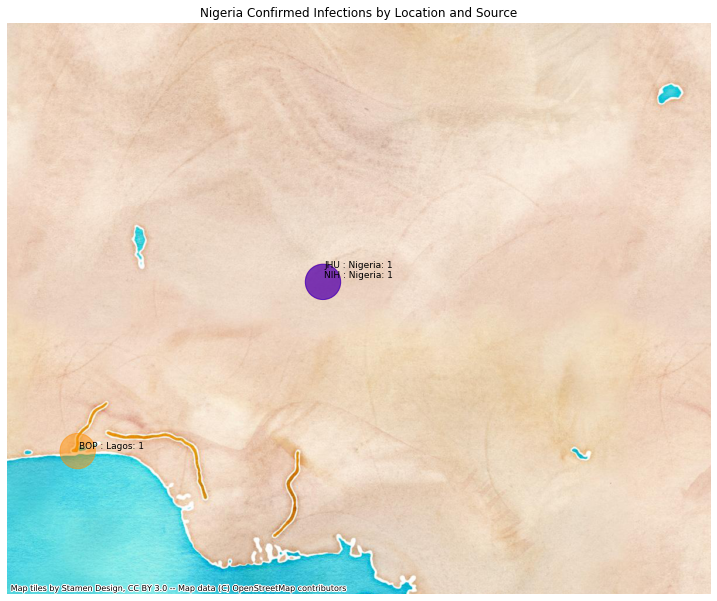 Nigeria Confirmed Infections by Location and Source
JHU : Nigeria: 1
NIH : Nigeria: 1
BOP : Lagos: 1
Map tiles by Stamen Design, CC BY 3.0 -- Map data (C) OpenStreetMap contributors